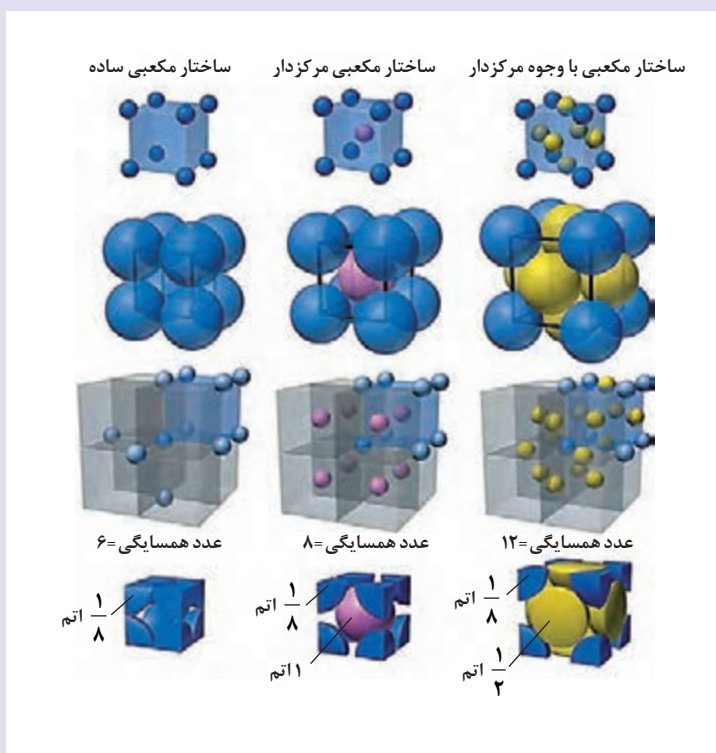 ساختار مکعبی با وجوه مرکزدار
ساختار مکعبی مرکزدار
ساختار مکعبی ساده
عدد همسایگی =۱۲
عدد همسایگی =۸
عدد همسایگی =۶
۱/۸ اتم
۱/۲ اتم
۱/۸ اتم
۱ اتم
۱/۸ اتم